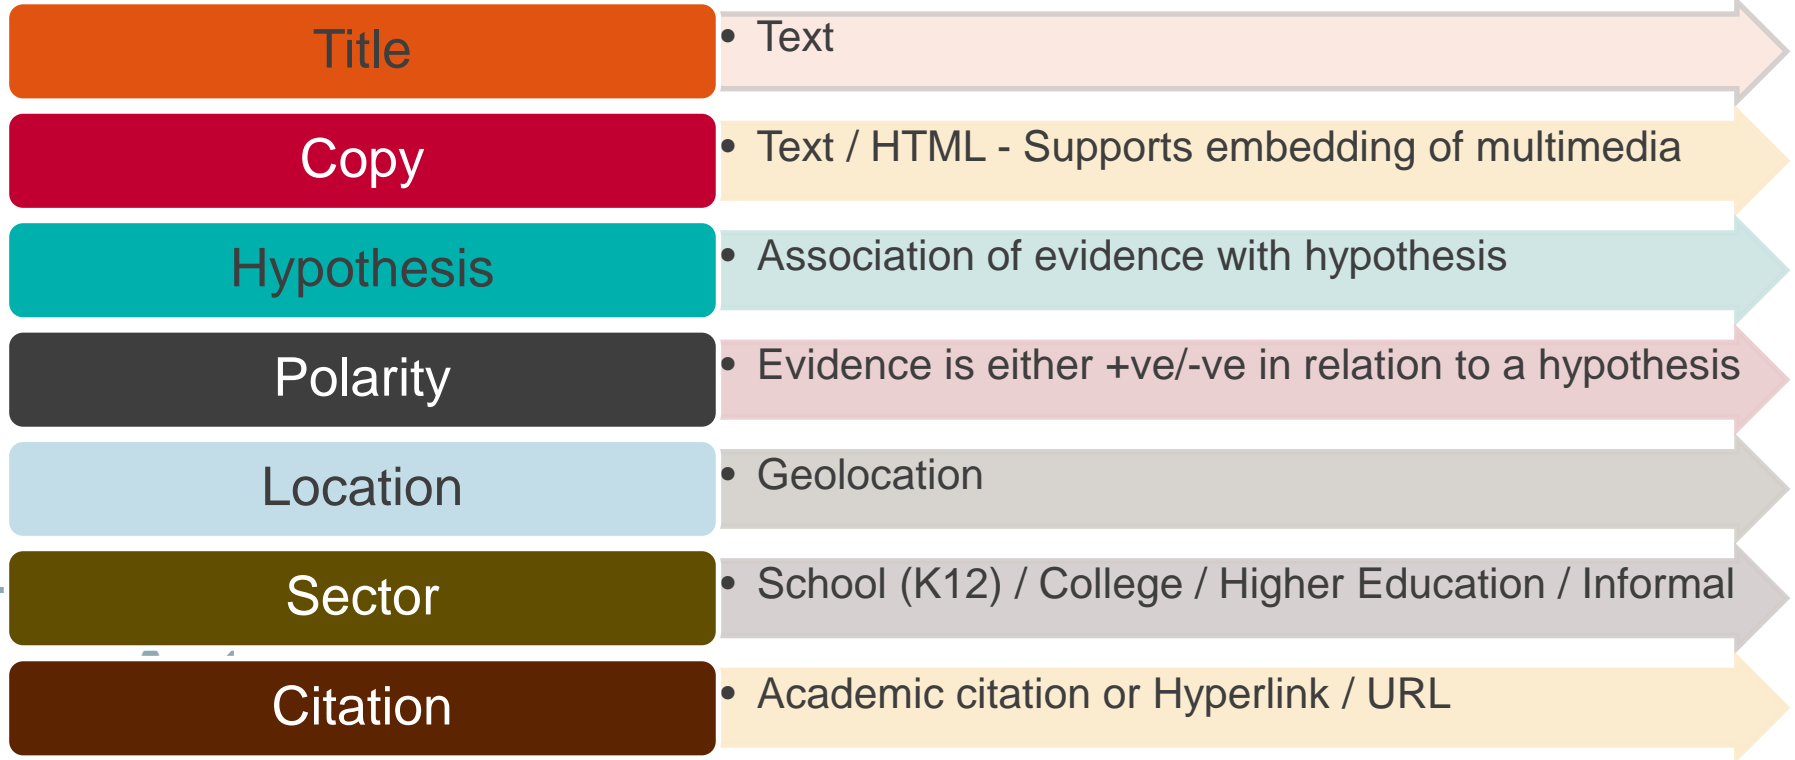 Title
• Text
Copy
• Text / HTML - Supports embedding of multimedia
Hypothesis
• Association of evidence with hypothesis
Polarity
• Evidence is either +ve/-ve in relation to a hypothesis
Location
• Geolocation
Sector
• School (K12) / College / Higher Education / Informal
Citation
• Academic citation or Hyperlink / URL